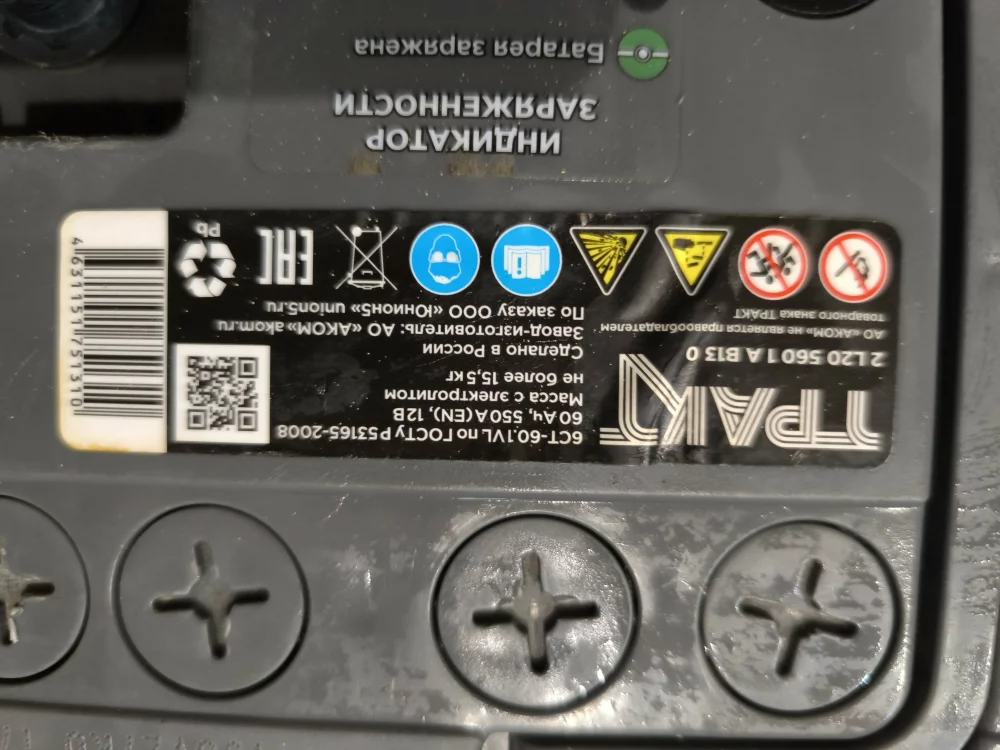 ТРАКТ
2 L20 560 1 A B13 0
АО «АКОМ» не является правообладателем
товарного знака ТРАКТ
6СТ-60.1VL по ГОСТу Р 53165-2008
60 Ач, 550 А (EN), 12В
Масса с электролитом
не более 15,5 кг
Сделано в России
Завод-изготовитель: АО «АКОМ» akom.ru
По заказу ООО «Юнион5» union5.ru
EAC
Pb
4631151751310
ИНДИКАТОР
ЗАРЯЖЕННОСТИ
Батарея заряжена